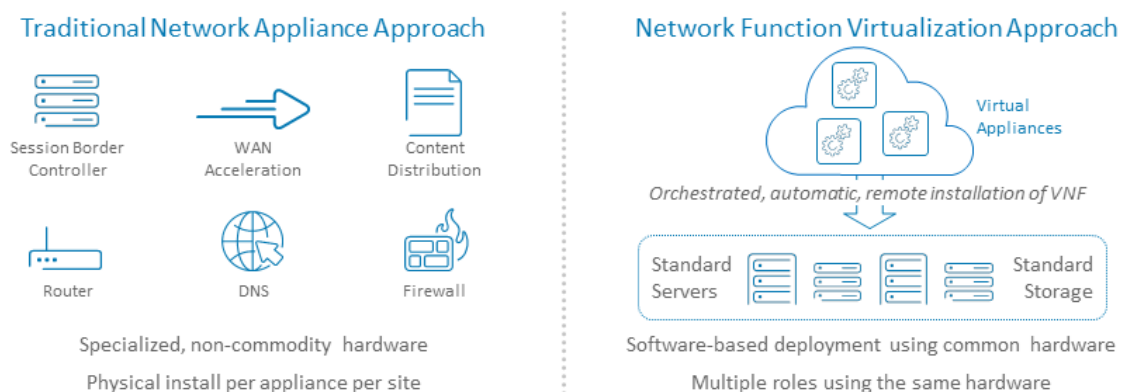 Traditional Network Appliance Approach
Session Border
Controller
WAN
Acceleration
Content
Distribution
Router
DNS
Firewall
Specialized, non-commodity hardware
Physical install per appliance per site
Network Function Virtualization Approach
Virtual
Appliances
Orchestrated, automatic, remote installation of VNF
Standard
Servers
Standard
Storage
Software-based deployment using common hardware
Multiple roles using the same hardware